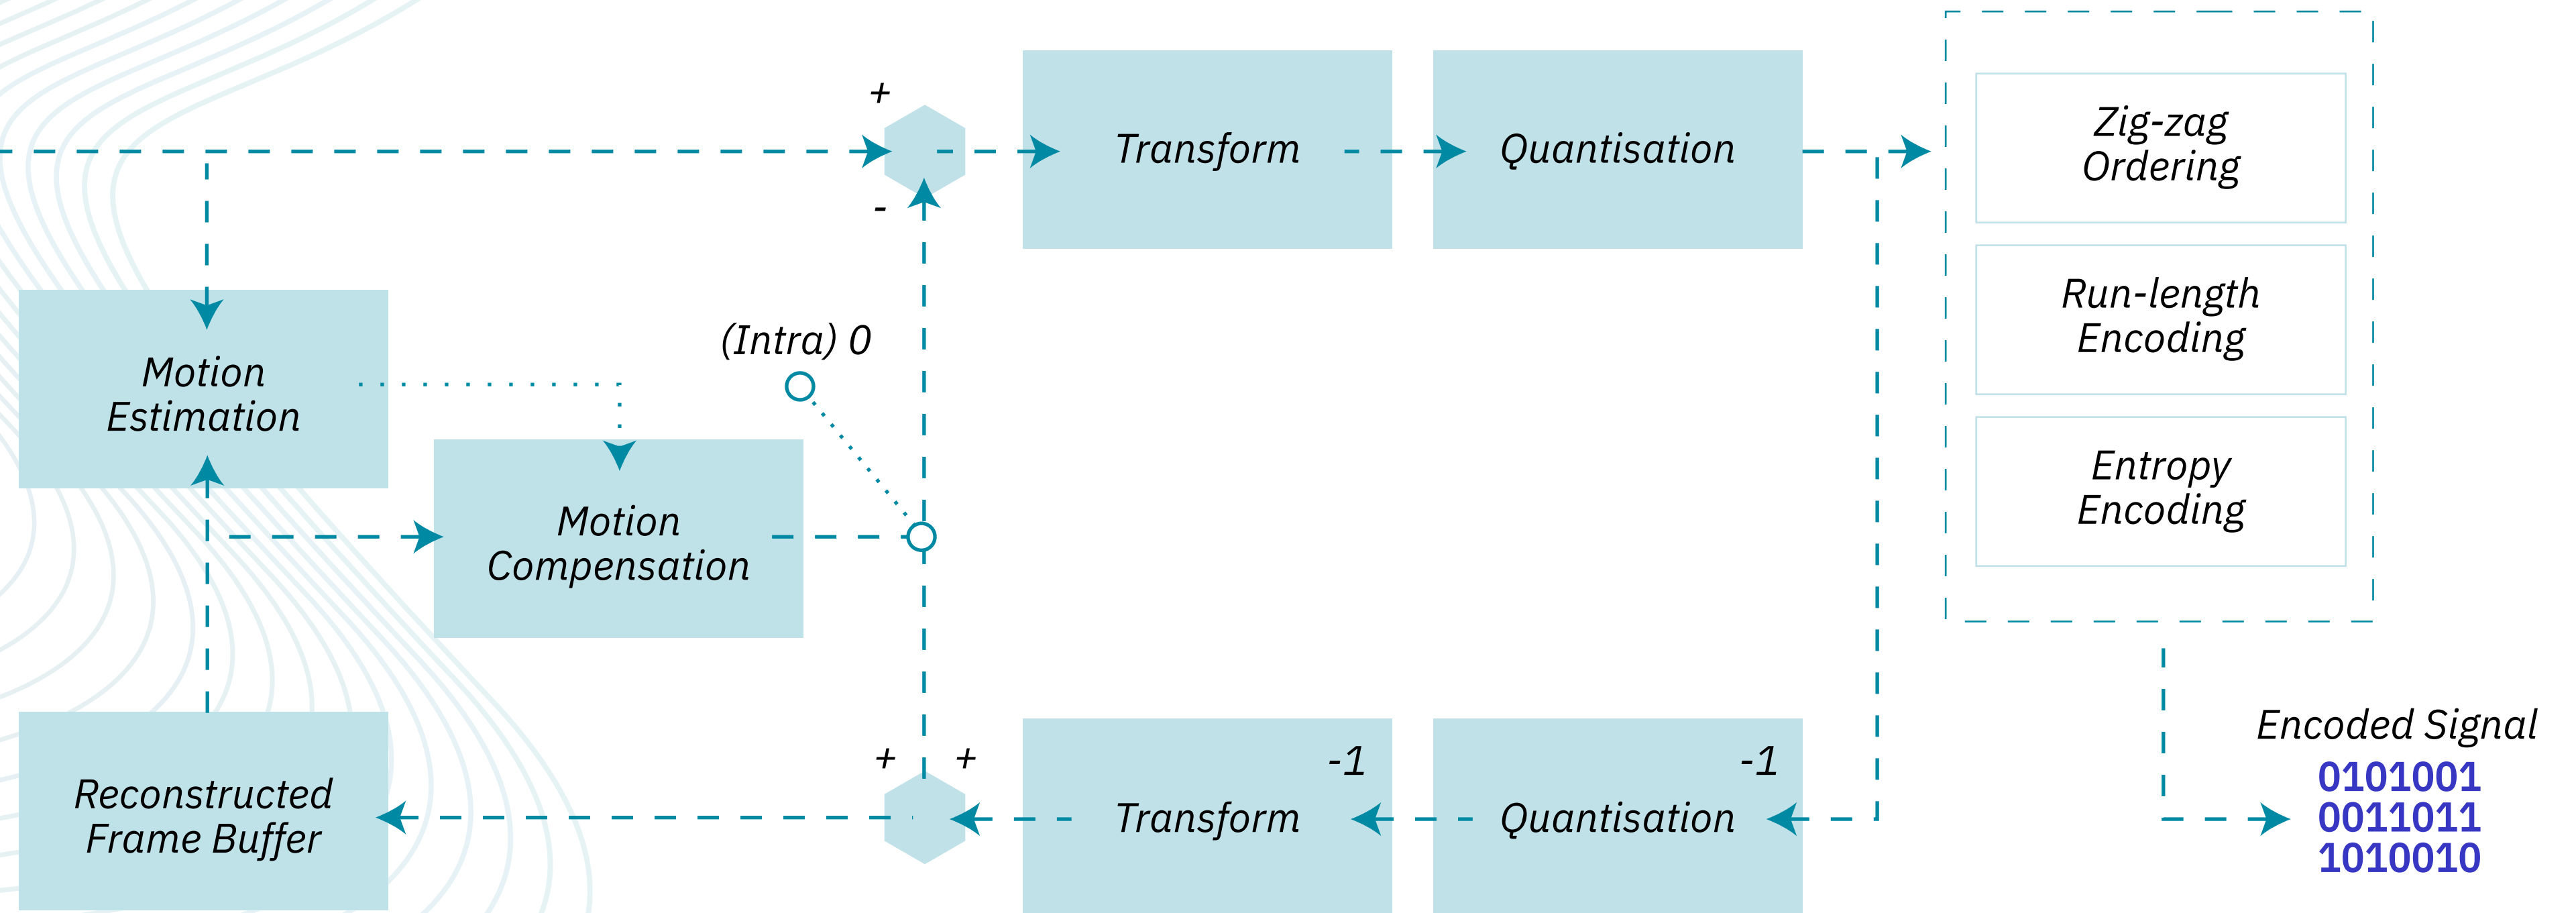 +
-
Transform
Quantisation
Zig-zag
Ordering
Run-length
Encoding
Entropy
Encoding
Motion
Estimation
(Intra) 0
Motion
Compensation
Reconstructed
Frame Buffer
+ +
Transform -1
Quantisation -1
Encoded Signal
0101001
0011011
1010010